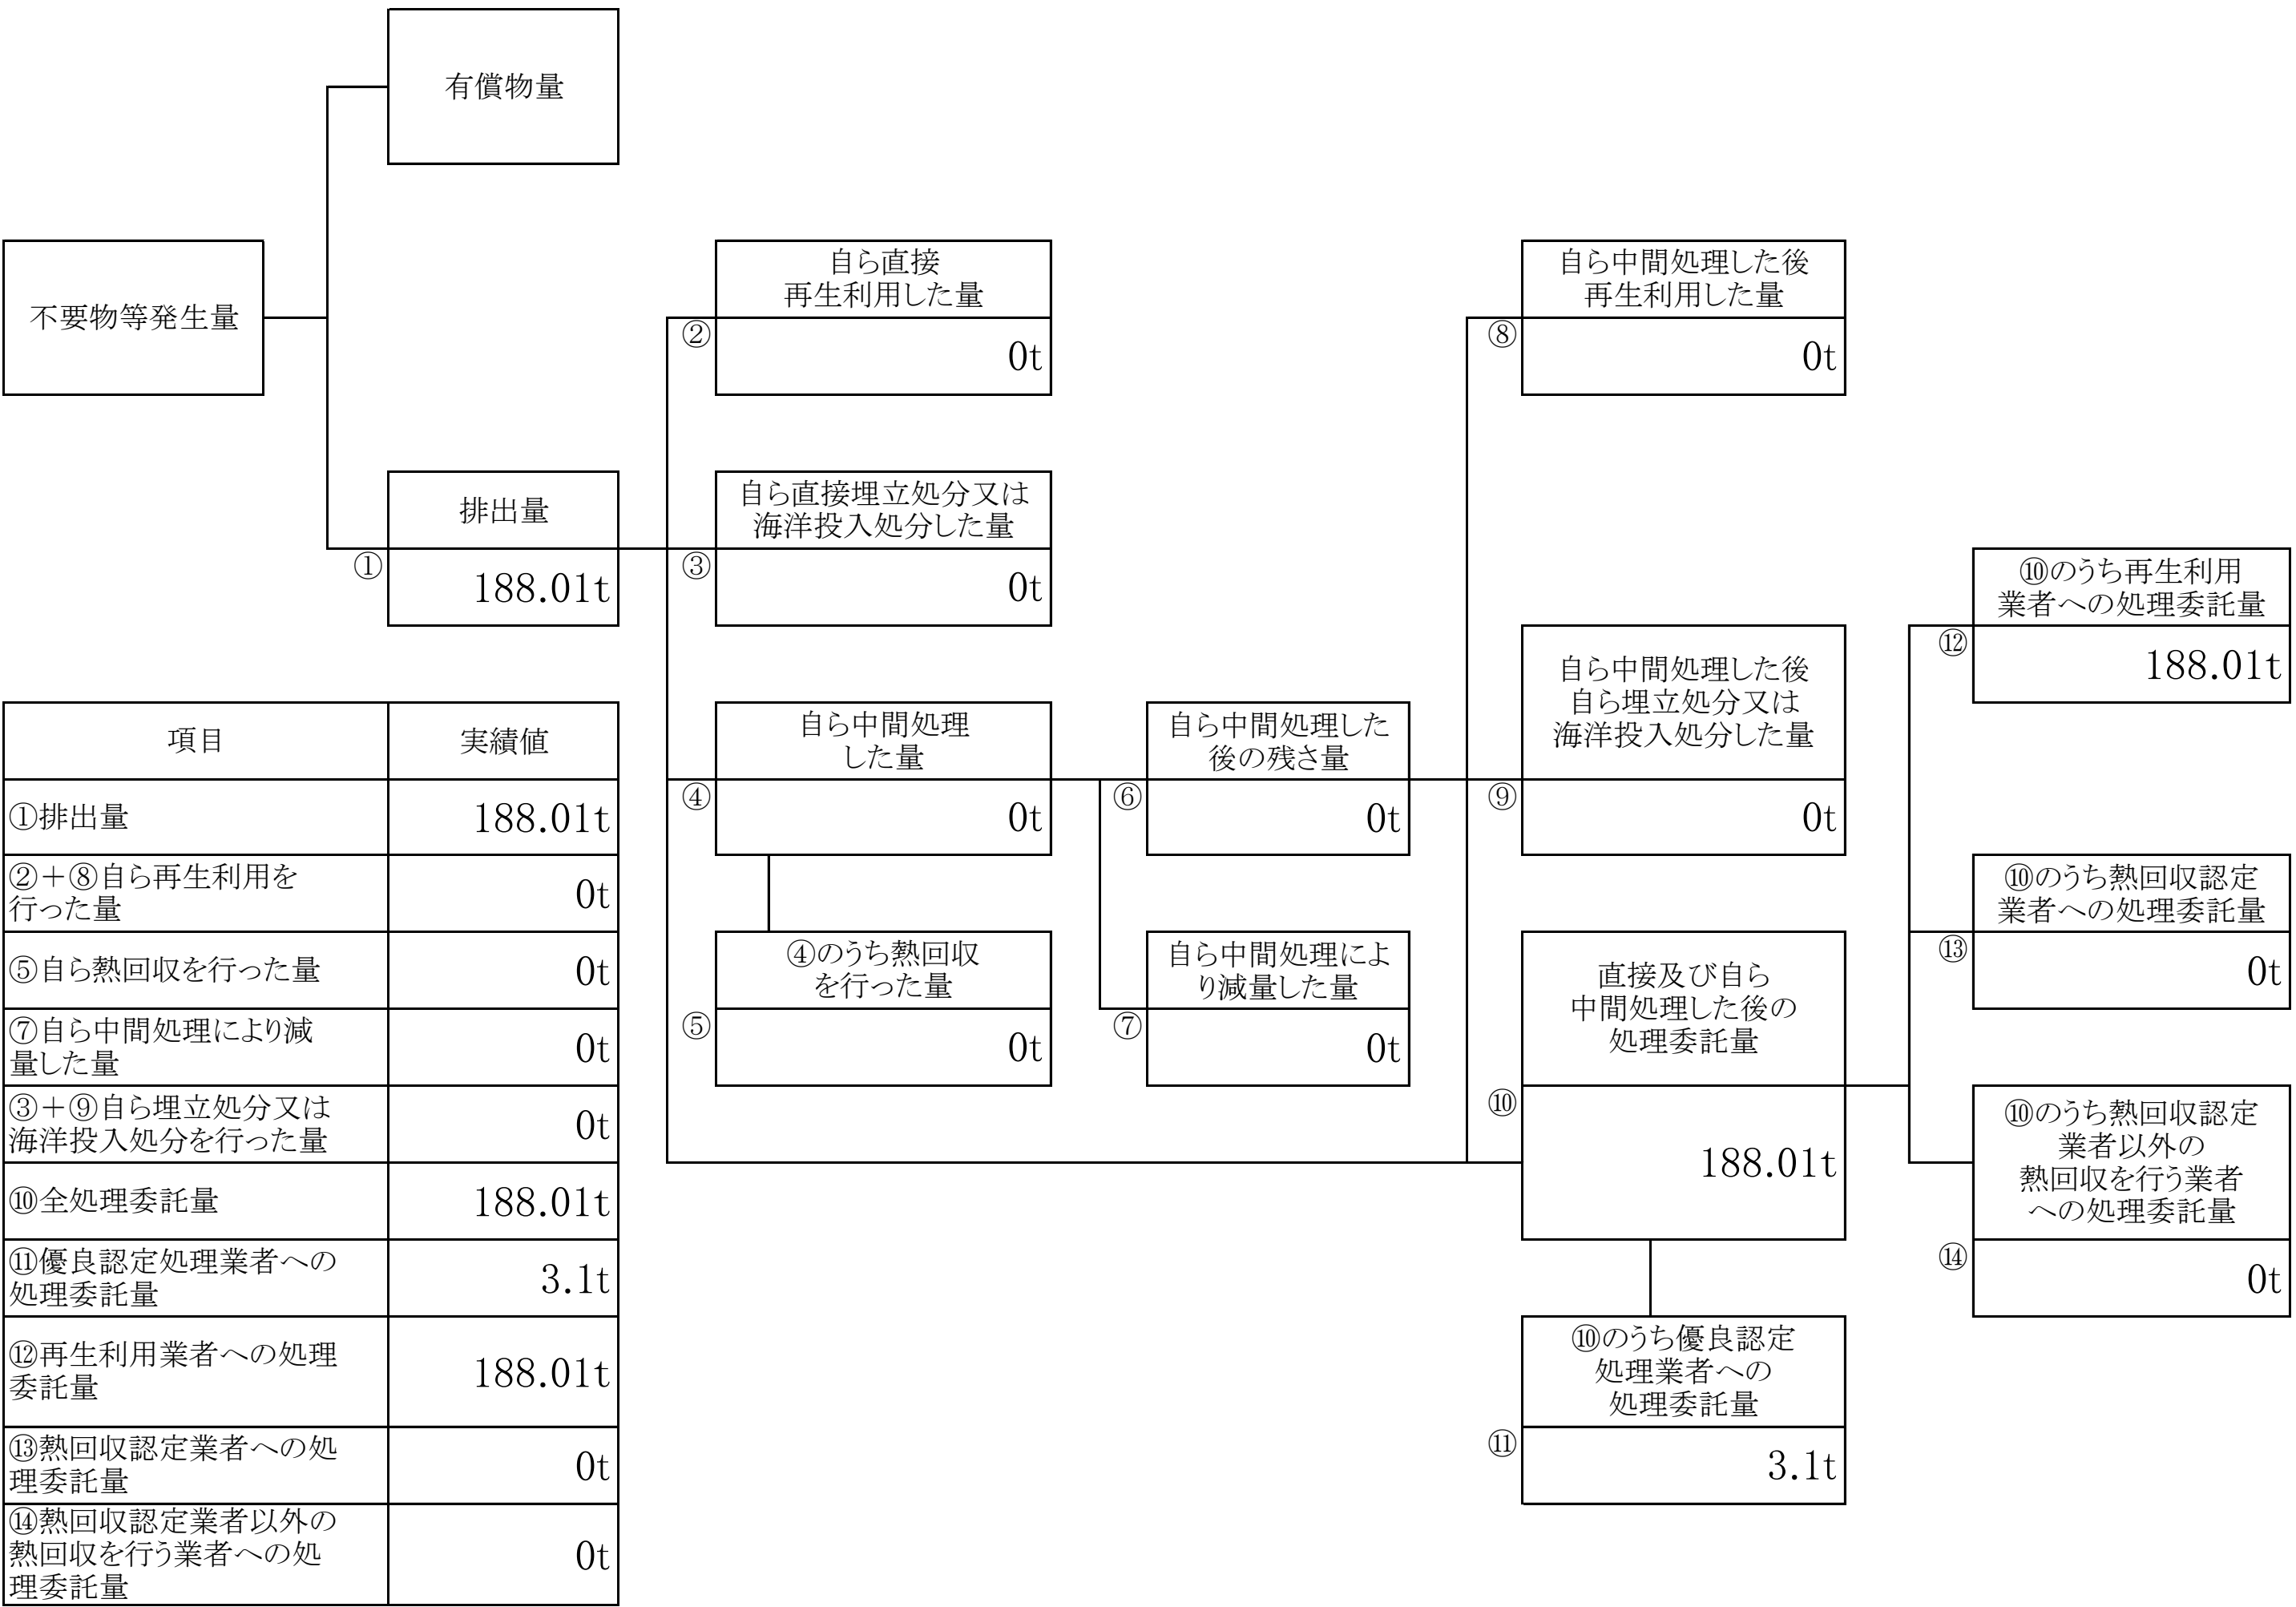 有償物量
不要物等発生量
自ら直接
再生利用した量
②
0t
自ら中間処理した後
再生利用した量
⑧
0t
排出量
①
188.01t
自ら直接埋立処分又は
海洋投入処分した量
③
0t
⑩のうち再生利用
業者への処理委託量
⑫
188.01t
自ら中間処理
した量
④
0t
自ら中間処理した
後の残さ量
⑥
0t
自ら中間処理した後
自ら埋立処分又は
海洋投入処分した量
⑨
0t
⑩のうち熱回収認定
業者への処理委託量
⑬
0t
④のうち熱回収
を行った量
⑤
0t
自ら中間処理によ
り減量した量
⑦
0t
直接及び自ら
中間処理した後の
処理委託量
⑩
188.01t
⑩のうち熱回収認定
業者以外の
熱回収を行う業者
への処理委託量
⑭
0t
⑩のうち優良認定
処理業者への
処理委託量
⑪
3.1t
項目 実績値
①排出量 188.01t
②＋⑧自ら再生利用を
行った量 0t
⑤自ら熱回収を行った量 0t
⑦自ら中間処理により減
量した量 0t
③＋⑨自ら埋立処分又は
海洋投入処分を行った量 0t
⑩全処理委託量 188.01t
⑪優良認定処理業者への
処理委託量 3.1t
⑫再生利用業者への処理
委託量 188.01t
⑬熱回収認定業者への処
理委託量 0t
⑭熱回収認定業者以外の
熱回収を行う業者への処
理委託量 0t